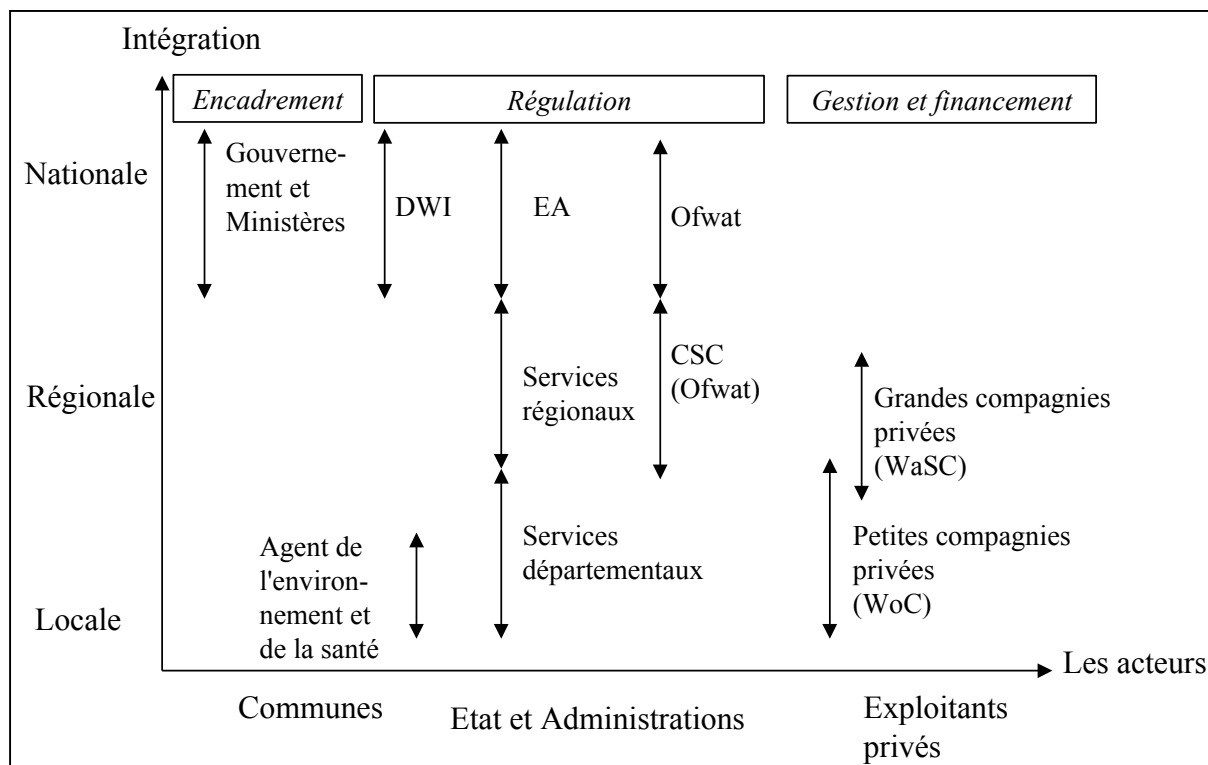 Intégration
Encadrement
Régulation
Gestion et financement
Nationale
Gouverne-
ment et
Ministères
DWI
EA
Ofwat
Régionale
Services
régionaux
CSC
(Ofwat)
Grandes compagnies
privées
(WaSC)
Locale
Agent de
l'environ-
nement et
de la santé
Services
départementaux
Petites compagnies
privées
(WoC)
Les acteurs
Communes
Etat et Administrations
Exploitants
privés